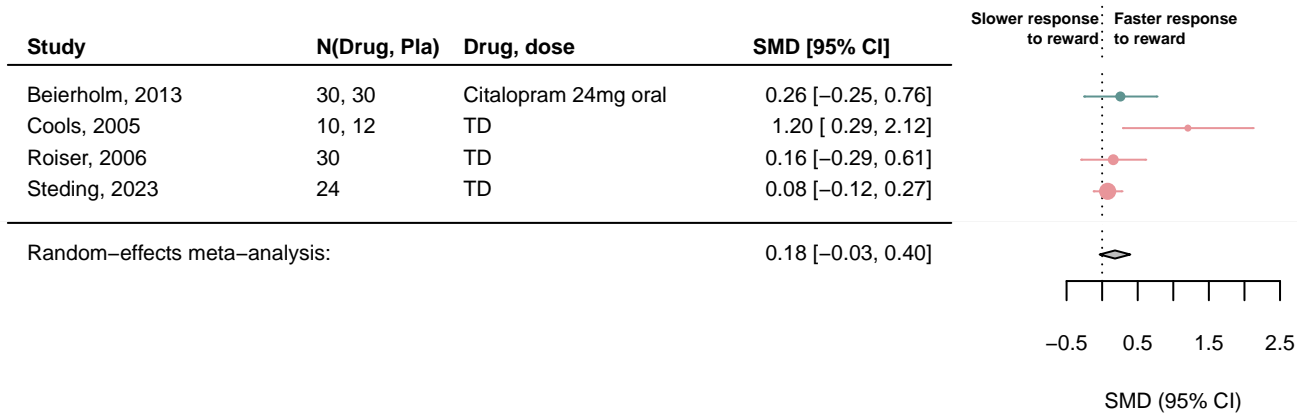 Slower response Faster response
to reward to reward
Study N(Drug, Pla) Drug, dose SMD [95% CI]
Beierholm, 2013 30, 30 Citalopram 24mg oral 0.26 [−0.25, 0.76]
Cools, 2005 10, 12 TD 1.20 [ 0.29, 2.12]
Roiser, 2006 30 TD 0.16 [−0.29, 0.61]
Steding, 2023 24 TD 0.08 [−0.12, 0.27]
Random−effects meta−analysis: 0.18 [−0.03, 0.40]
−0.5 0.5 1.5 2.5
SMD (95% CI)